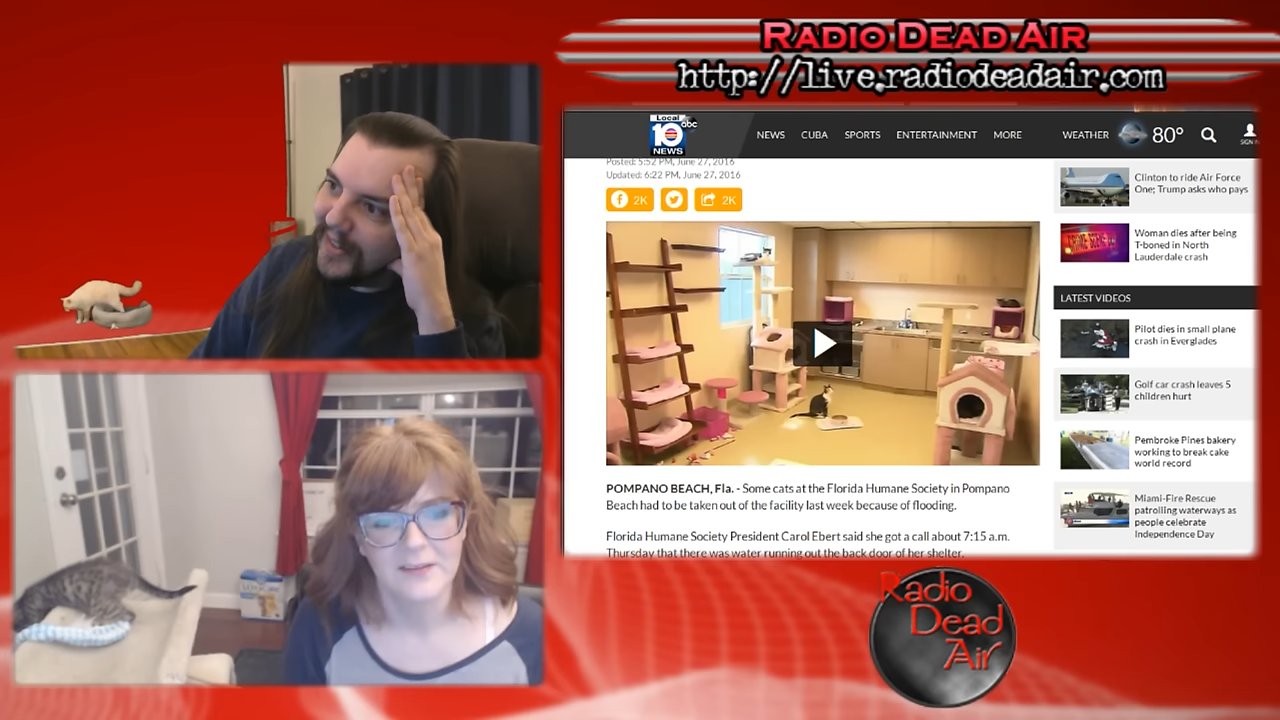 Radio Dead Air
http://live.radiodeadair.com
Local
10 abc
NEWS
NEWS CUBA SPORTS ENTERTAINMENT MORE WEATHER 80°
SIGN
Posted: 5:52 PM, June 27, 2016
Updated: 6:22 PM, June 27, 2016
2K 2K
Clinton to ride Air Force
One; Trump asks who pays
Woman dies after being
T-boned in North
Lauderdale crash
LATEST VIDEOS
Pilot dies in small plane
crash in Everglades
Golf car crash leaves 5
children hurt
Pembroke Pines bakery
working to break cake
world record
Miami-Fire Rescue
patrolling waterways as
people celebrate
Independence Day
POMPANO BEACH, Fla. - Some cats at the Florida Humane Society in Pompano
Beach had to be taken out of the facility last week because of flooding.
Florida Humane Society President Carol Ebert said she got a call about 7:15 a.m.
Thursday that there was water running out the back door of her shelter.
Radio
Dead
Air